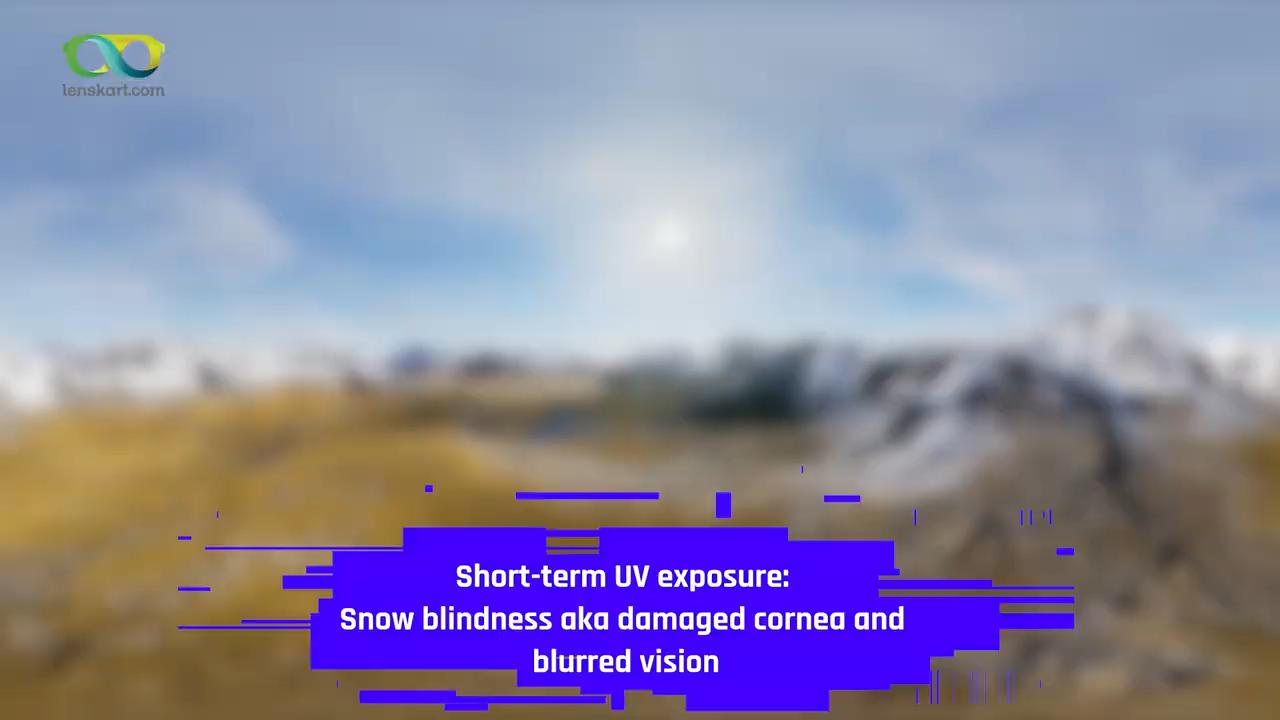 lenskart.com
Short-term UV exposure:
Snow blindness aka damaged cornea and
blurred vision